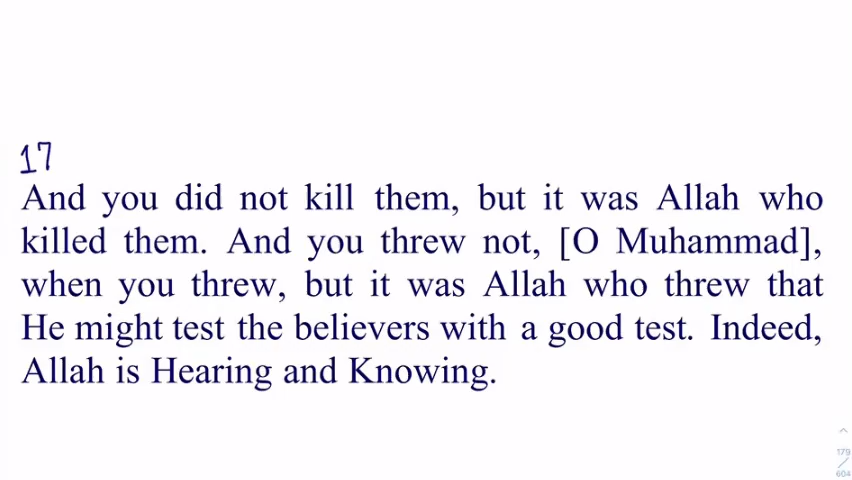 17
And you did not kill them, but it was Allah who
killed them. And you threw not, [O Muhammad],
when you threw, but it was Allah who threw that
He might test the believers with a good test. Indeed,
Allah is Hearing and Knowing.
179
/
604